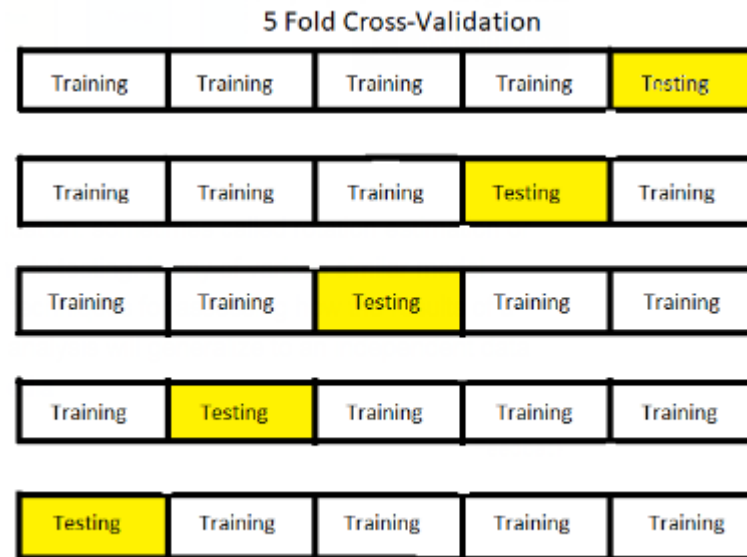 5 Fold Cross-Validation
Training Training Training Training Testing
Training Training Training Testing Training
Training Training Testing Training Training
Training Testing Training Training Training
Testing Training Training Training Training